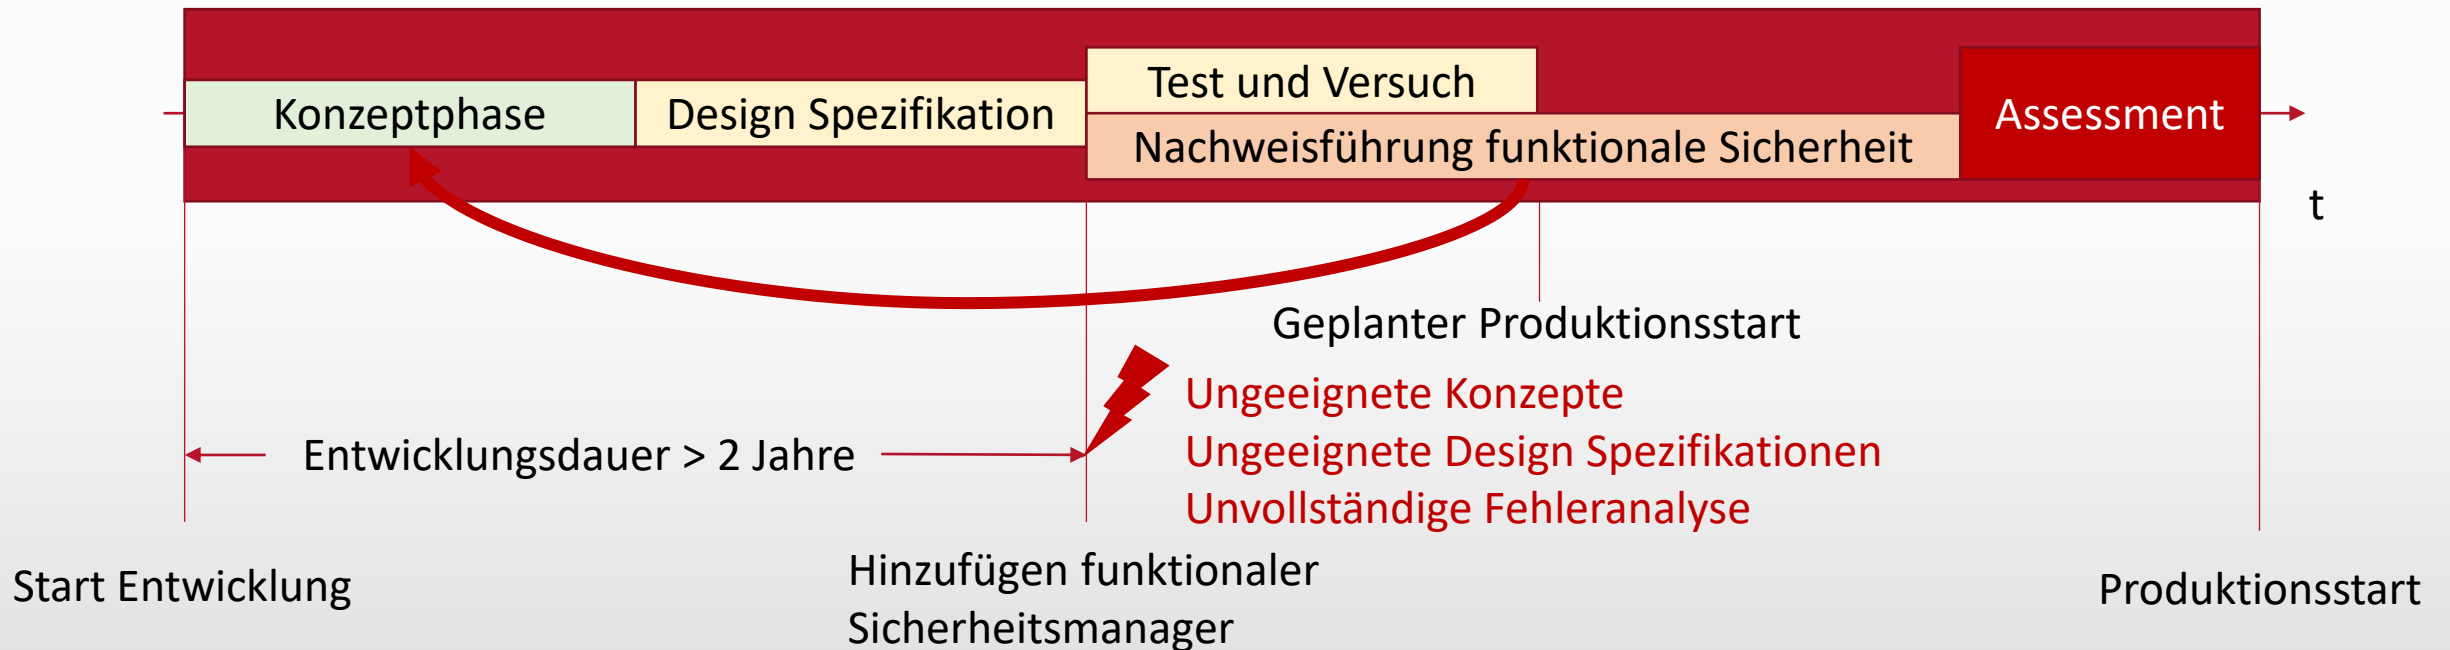 Konzeptphase
Design Spezifikation
Test und Versuch
Nachweisführung funktionale Sicherheit
Assessment
t
Geplanter Produktionsstart
Ungeeignete Konzepte
Ungeeignete Design Spezifikationen
Unvollständige Fehleranalyse
Entwicklungsdauer > 2 Jahre
Start Entwicklung
Hinzufügen funktionaler
Sicherheitsmanager
Produktionsstart